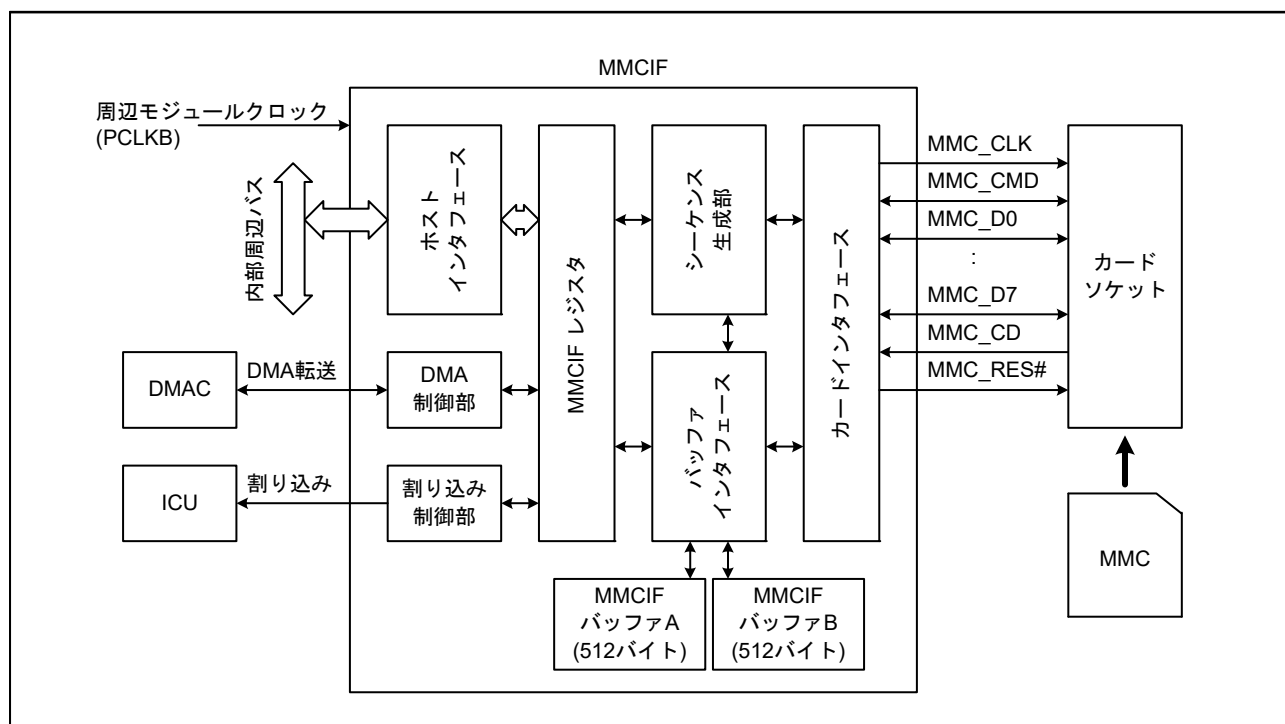 MMCIF
周辺モジュールクロック
(PCLKB)
内部周辺バス
ホスト
インタフェース
MMCIF レジスタ
シーケンス
生成部
カードインタフェース
MMC_CLK
MMC_CMD
MMC_D0
:
MMC_D7
MMC_CD
MMC_RES#
カード
ソケット
DMAC
DMA転送
DMA
制御部
バッファ
インタフェース
ICU
割り込み
割り込み
制御部
MMC
MMCIF
バッファA
(512バイト)
MMCIF
バッファB
(512バイト)